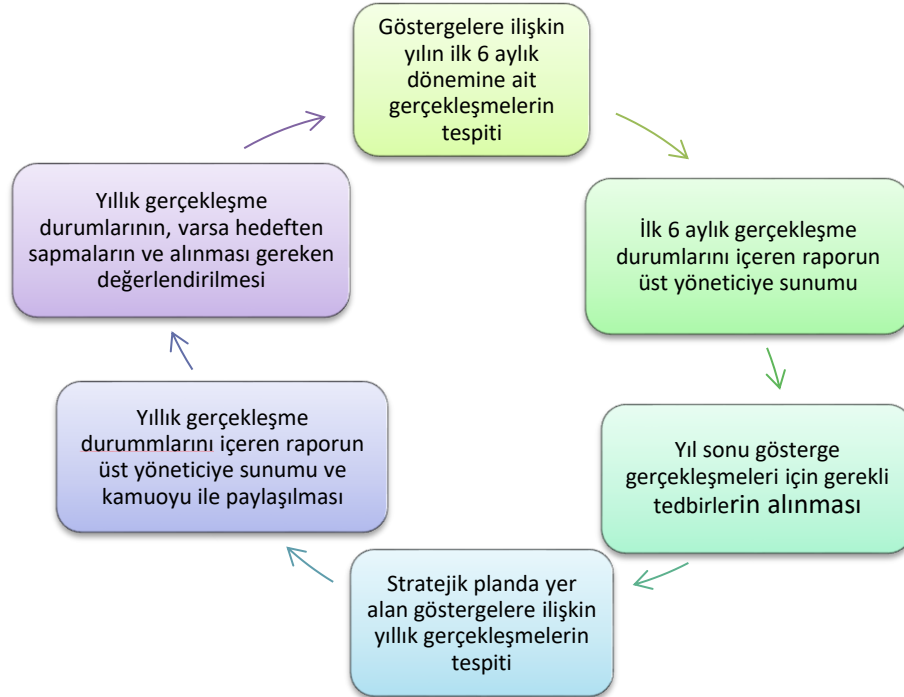 Göstergelere ilişkin
yılın ilk 6 aylık
dönemine ait
gerçekleşmelerin
tespiti
İlk 6 aylık gerçekleşme
durumlarını içeren raporun
üst yöneticiye sunumu
Yıl sonu gösterge
gerçekleşmeleri için gerekli
tedbirlerin alınması
Stratejik planda yer
alan göstergelere ilişkin
yıllık gerçekleşmelerin
tespiti
Yıllık gerçekleşme
durummlarını içeren raporun
üst yöneticiye sunumu ve
kamuoyu ile paylaşılması
Yıllık gerçekleşme
durumlarının, varsa hedeften
sapmaların ve alınması gereken
değerlendirilmesi